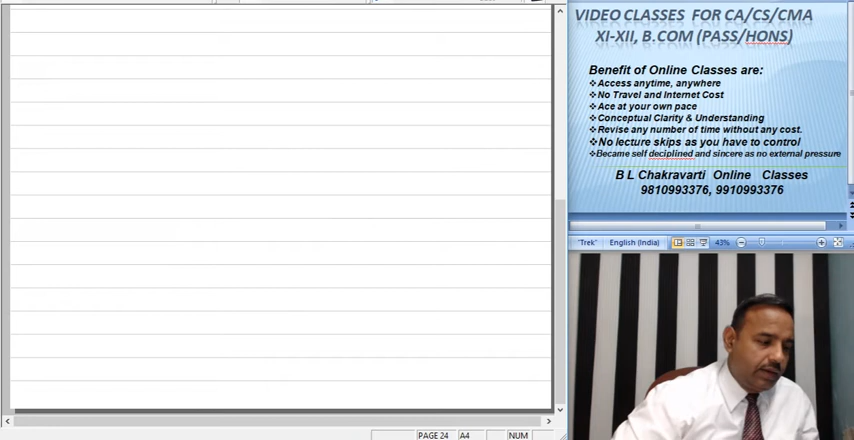 VIDEO CLASSES FOR CA/CS/CMA
XI-XII, B.COM (PASS/HONS)
Benefit of Online Classes are:
❖Access anytime, anywhere
❖No Travel and Internet Cost
❖Ace at your own pace
❖Conceptual Clarity & Understanding
❖Revise any number of time without any cost.
❖No lecture skips as you have to control
❖Became self deciplined and sincere as no external pressure
B L Chakravarti Online Classes
9810993376, 9910993376
"Trek" English (India) 43%
PAGE 24 A4 NUM